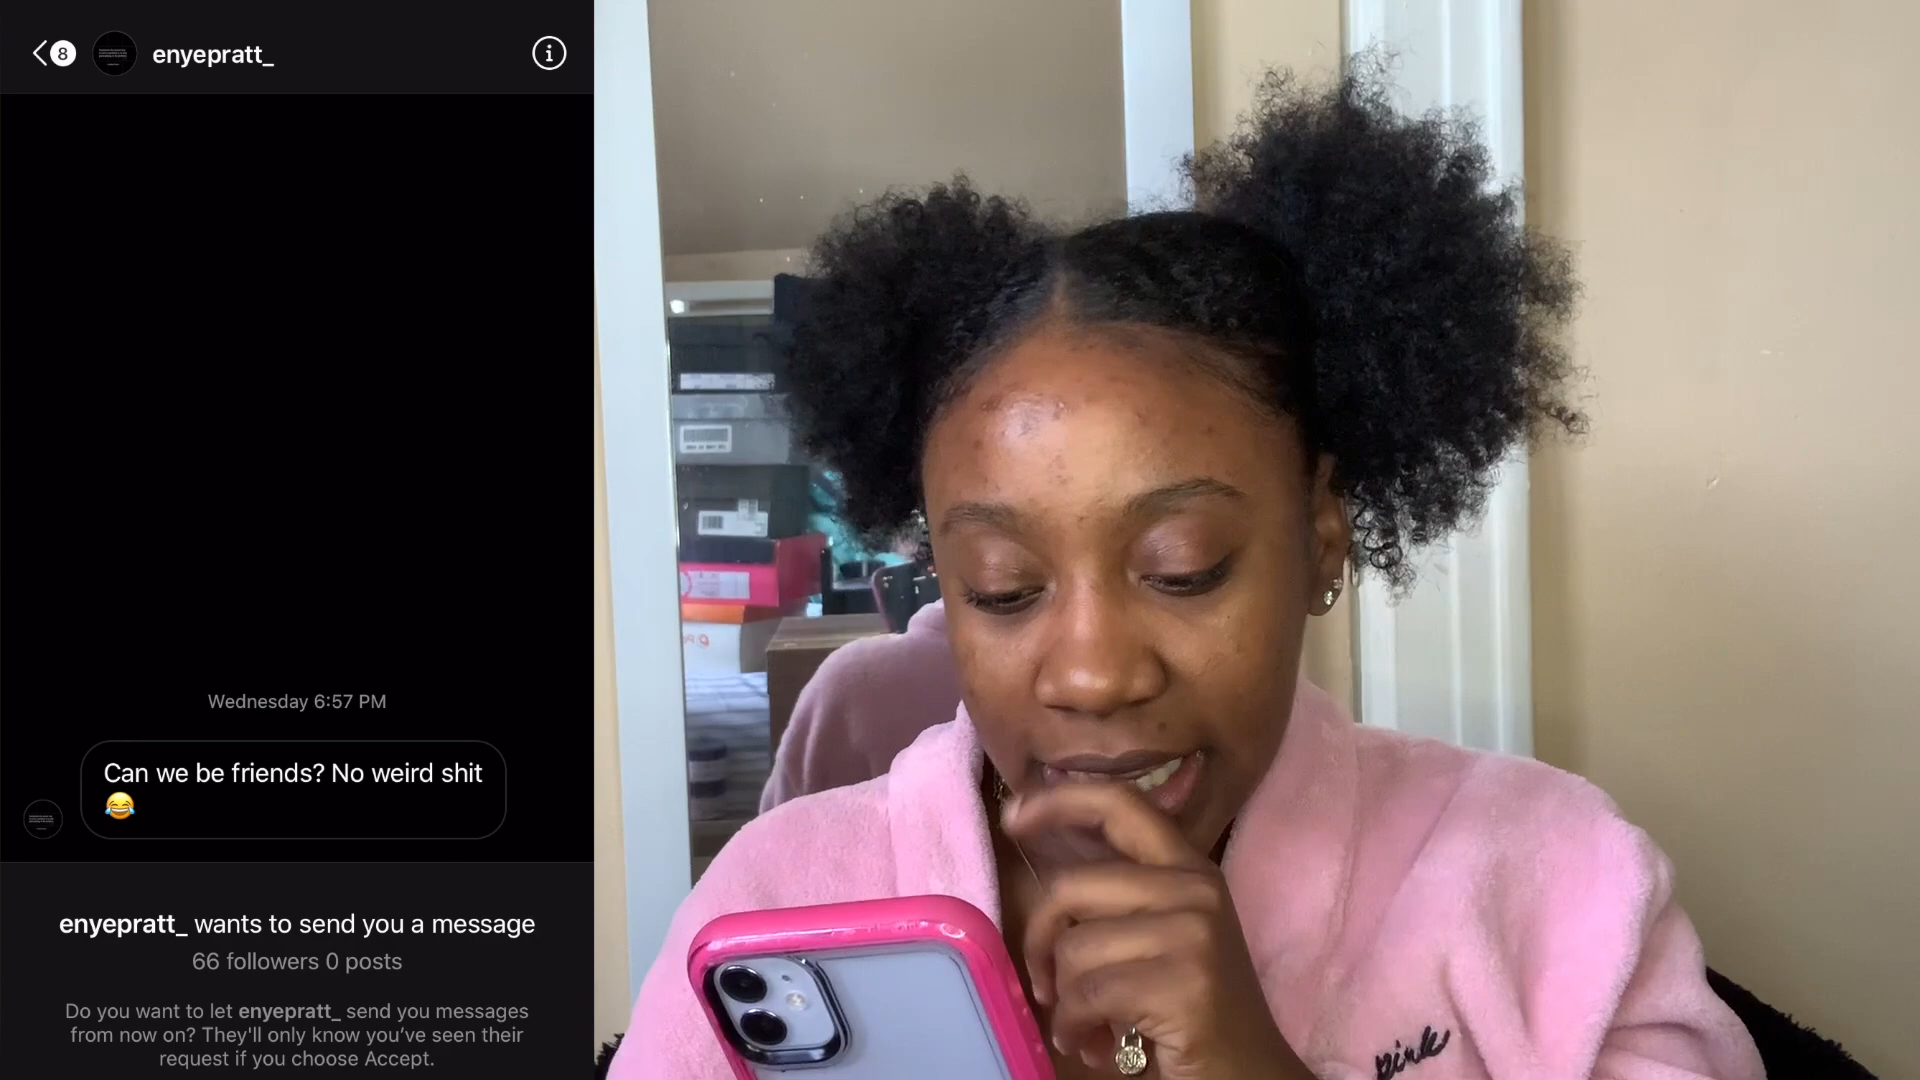 8
enyepratt_
Wednesday 6:57 PM
Can we be friends? No weird shit
😂
enyepratt_ wants to send you a message
66 followers 0 posts
Do you want to let enyepratt_ send you messages
from now on? They'll only know you’ve seen their
request if you choose Accept.
pink